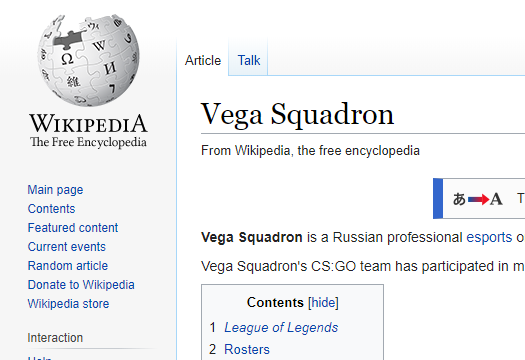 WIKIPEDIA
The Free Encyclopedia
Main page
Contents
Featured content
Current events
Random article
Donate to Wikipedia
Wikipedia store
Interaction
Article Talk
Vega Squadron
From Wikipedia, the free encyclopedia
あ A T
Vega Squadron is a Russian professional esports o
Vega Squadron's CS:GO team has participated in m
Contents [hide]
1 League of Legends
2 Rosters